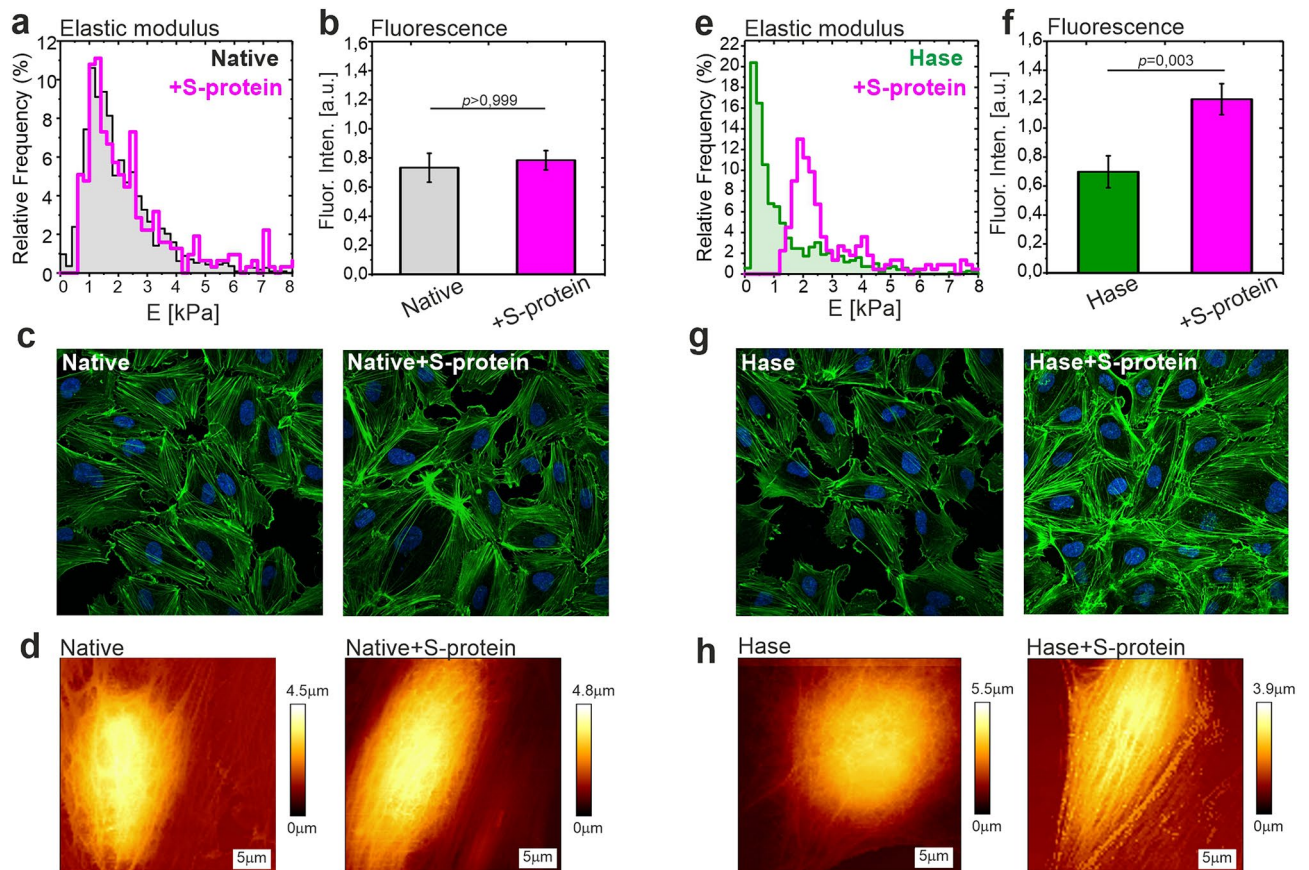 a
Elastic modulus
Native
+S-protein
Relative Frequency (%)
12
10
8
6
4
2
0
0 1 2 3 4 5 6 7 8
E [kPa]
b
Fluorescence
p>0,999
Fluor. Inten. [a.u.]
1,6
1,4
1,2
1,0
0,8
0,6
0,4
0,2
0,0
Native
+S-protein
e
Elastic modulus
Hase
+S-protein
Relative Frequency (%)
22
20
18
16
14
12
10
8
6
4
2
0
0 1 2 3 4 5 6 7 8
E [kPa]
f
Fluorescence
p=0,003
Fluor. Inten. [a.u.]
1,6
1,4
1,2
1,0
0,8
0,6
0,4
0,2
0,0
Hase
+S-protein
c
Native
Native+S-protein
g
Hase
Hase+S-protein
d
Native
4.5µm
0µm
5µm
Native+S-protein
4.8µm
0µm
5µm
h
Hase
5.5µm
0µm
5µm
Hase+S-protein
3.9µm
0µm
5µm